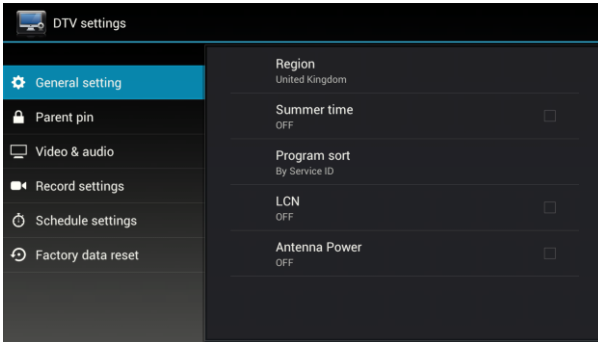 DTV settings
General setting
Parent pin
Video & audio
Record settings
Schedule settings
Factory data reset
Region
United Kingdom
Summer time
OFF
Program sort
By Service ID
LCN
OFF
Antenna Power
OFF